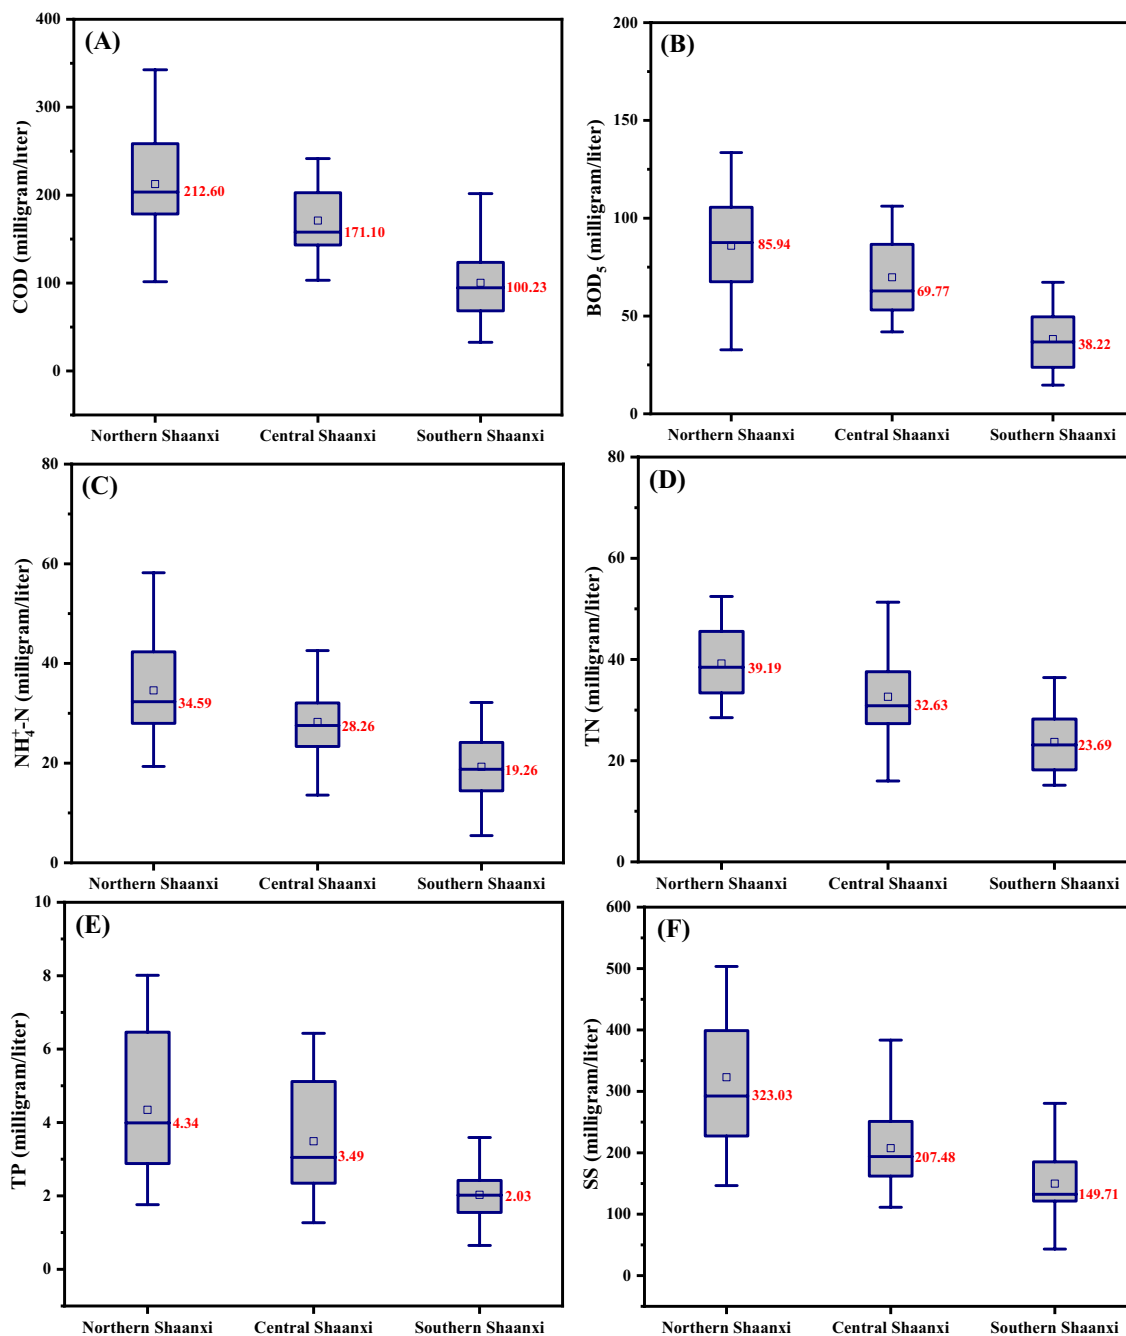 (A)
COD (milligram/liter)
400
300
200
100
0
212.60
171.10
100.23
Northern Shaanxi
Central Shaanxi
Southern Shaanxi
(B)
BOD₅ (milligram/liter)
200
150
100
50
0
85.94
69.77
38.22
Northern Shaanxi
Central Shaanxi
Southern Shaanxi
(C)
NH₄⁺-N (milligram/liter)
80
60
40
20
0
34.59
28.26
19.26
Northern Shaanxi
Central Shaanxi
Southern Shaanxi
(D)
TN (milligram/liter)
80
60
40
20
0
39.19
32.63
23.69
Northern Shaanxi
Central Shaanxi
Southern Shaanxi
(E)
TP (milligram/liter)
10
8
6
4
2
0
4.34
3.49
2.03
Northern Shaanxi
Central Shaanxi
Southern Shaanxi
(F)
SS (milligram/liter)
600
500
400
300
200
100
0
323.03
207.48
149.71
Northern Shaanxi
Central Shaanxi
Southern Shaanxi